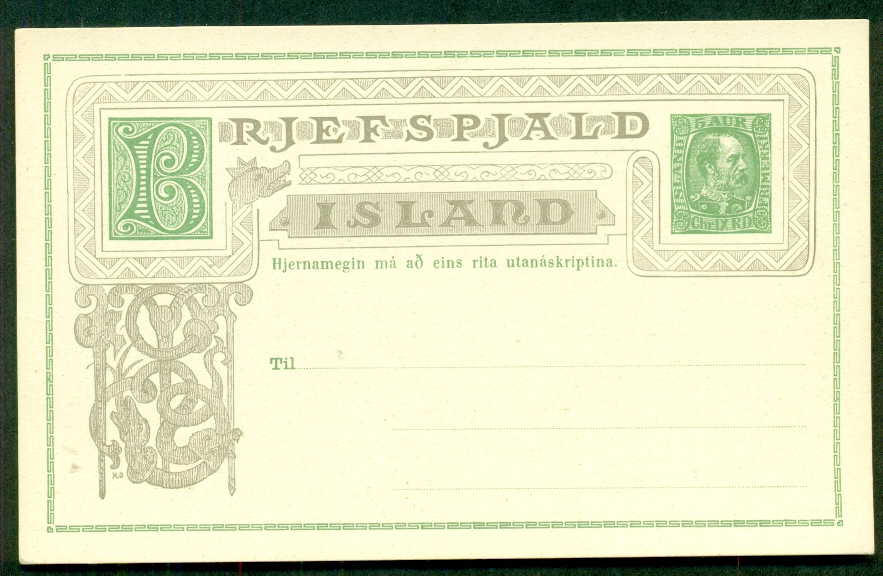 BRJEFSPJALD
5 AUR
ISLAND
FRIMERKI
Chr.IX.RD.
ISLAND
Hjernamegin má að eins rita utanáskriptina.
Til